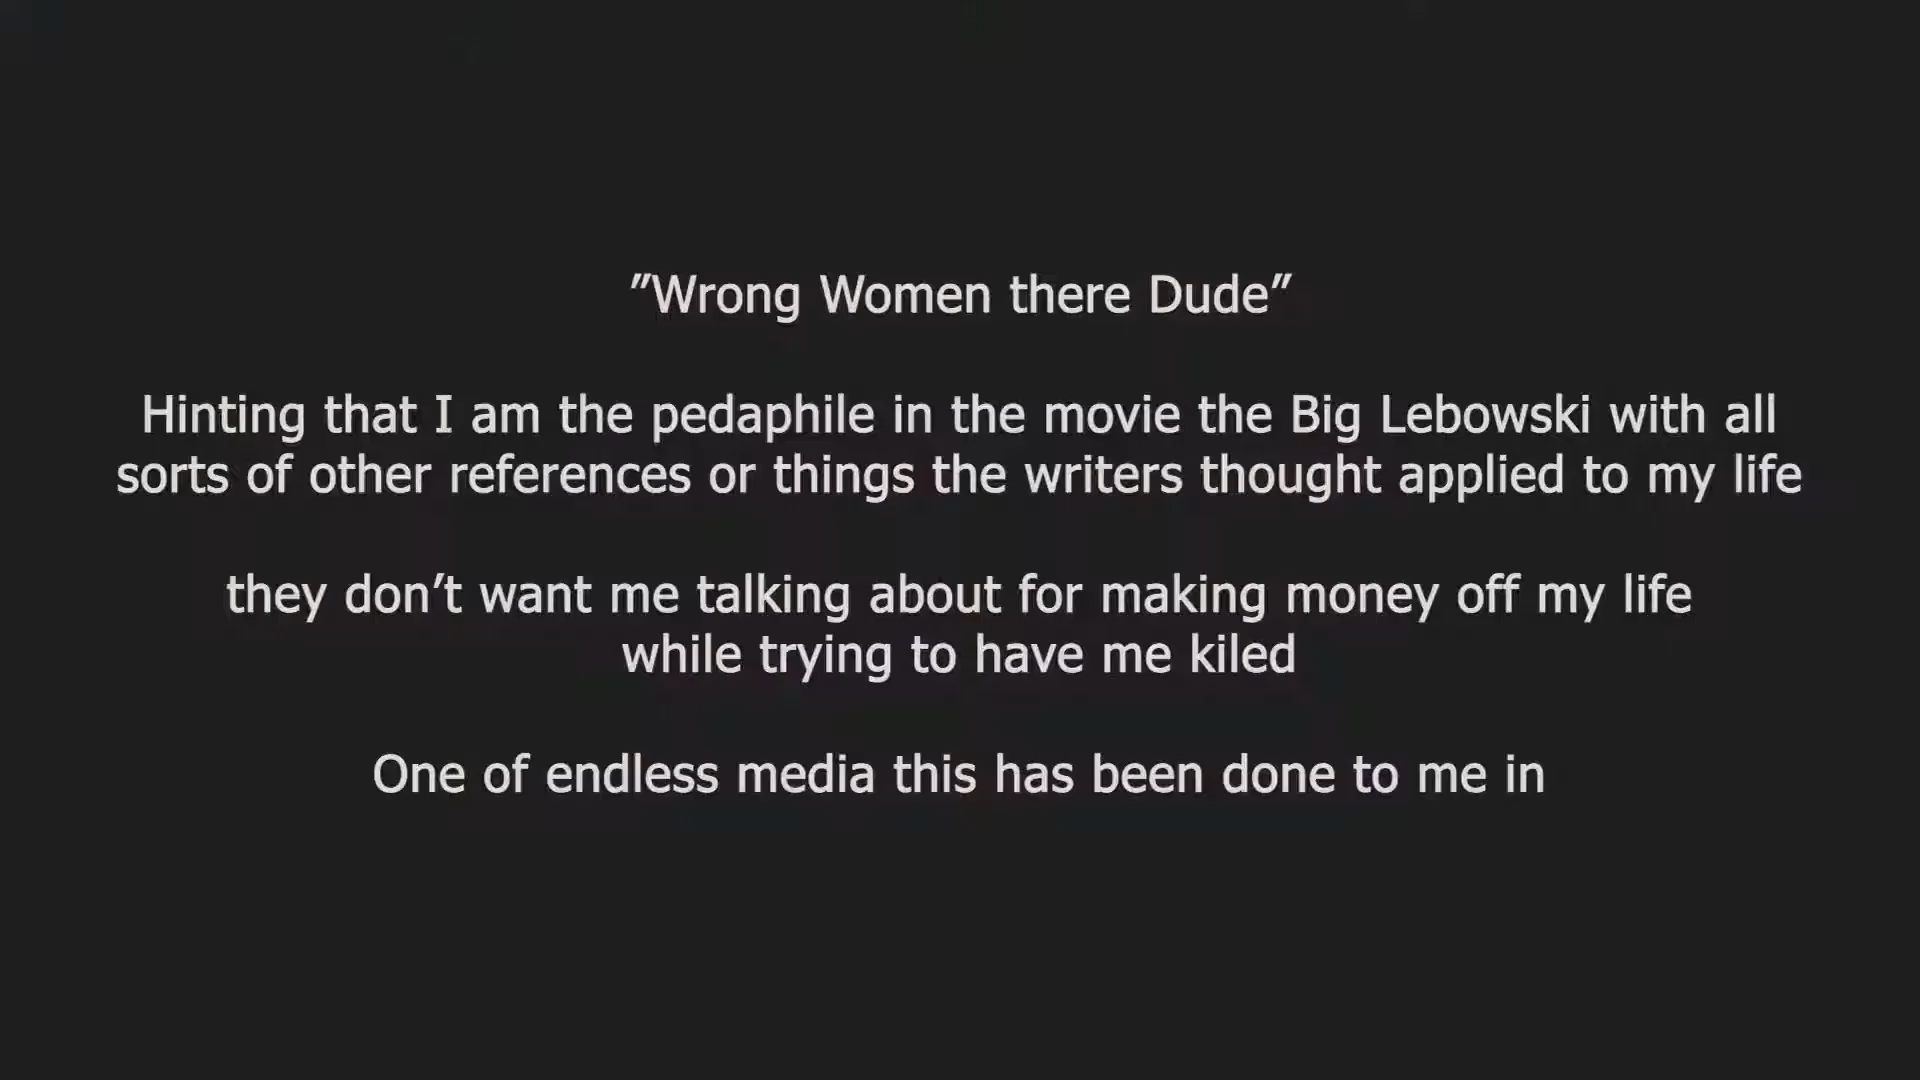 "Wrong Women there Dude"
Hinting that I am the pedaphile in the movie the Big Lebowski with all
sorts of other references or things the writers thought applied to my life
they don't want me talking about for making money off my life
while trying to have me kiled
One of endless media this has been done to me in